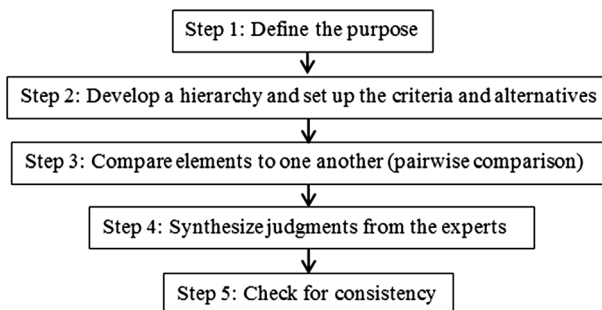 Step 1: Define the purpose
Step 2: Develop a hierarchy and set up the criteria and alternatives
Step 3: Compare elements to one another (pairwise comparison)
Step 4: Synthesize judgments from the experts
Step 5: Check for consistency